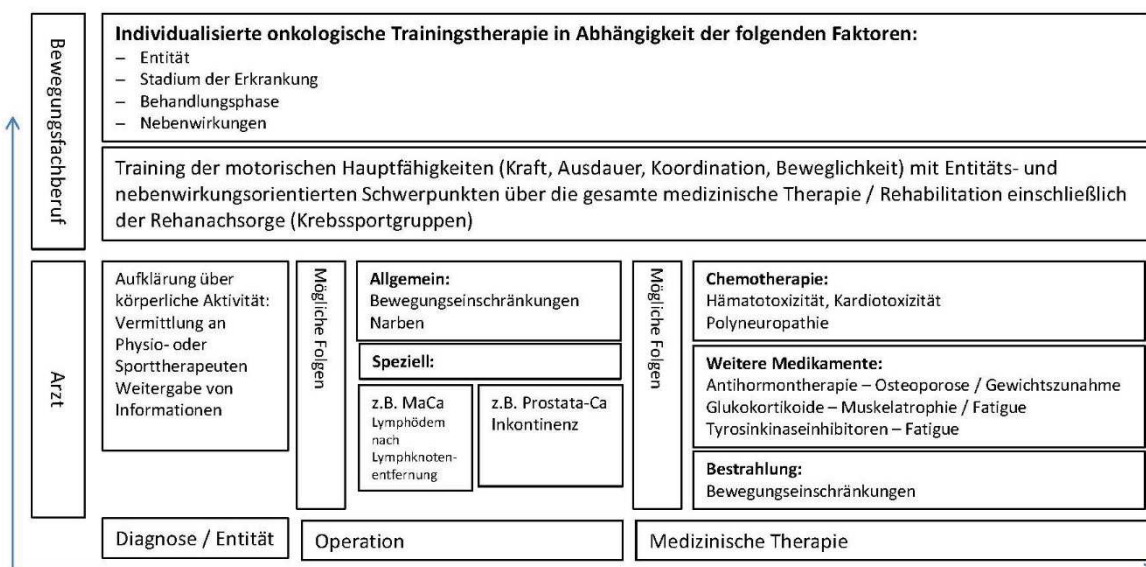 Bewegungsfachberuf
Individualisierte onkologische Trainingstherapie in Abhängigkeit der folgenden Faktoren:
– Entität
– Stadium der Erkrankung
– Behandlungsphase
– Nebenwirkungen
Training der motorischen Hauptfähigkeiten (Kraft, Ausdauer, Koordination, Beweglichkeit) mit Entitäts- und
nebenwirkungsorientierten Schwerpunkten über die gesamte medizinische Therapie / Rehabilitation einschließlich
der Rehanachsorge (Krebssportgruppen)
Arzt
Aufklärung über
körperliche Aktivität:
Vermittlung an
Physio- oder
Sporttherapeuten
Weitergabe von
Informationen
Mögliche Folgen
Allgemein:
Bewegungseinschränkungen
Narben
Speziell:
z.B. MaCa
Lymphödem
nach
Lymphknoten-
entfernung
z.B. Prostata-Ca
Inkontinenz
Mögliche Folgen
Chemotherapie:
Hämatotoxizität, Kardiotoxizität
Polyneuropathie
Weitere Medikamente:
Antihormontherapie – Osteoporose / Gewichtszunahme
Glukokortikoide – Muskelatrophie / Fatigue
Tyrosinkinaseinhibitoren – Fatigue
Bestrahlung:
Bewegungseinschränkungen
Diagnose / Entität
Operation
Medizinische Therapie